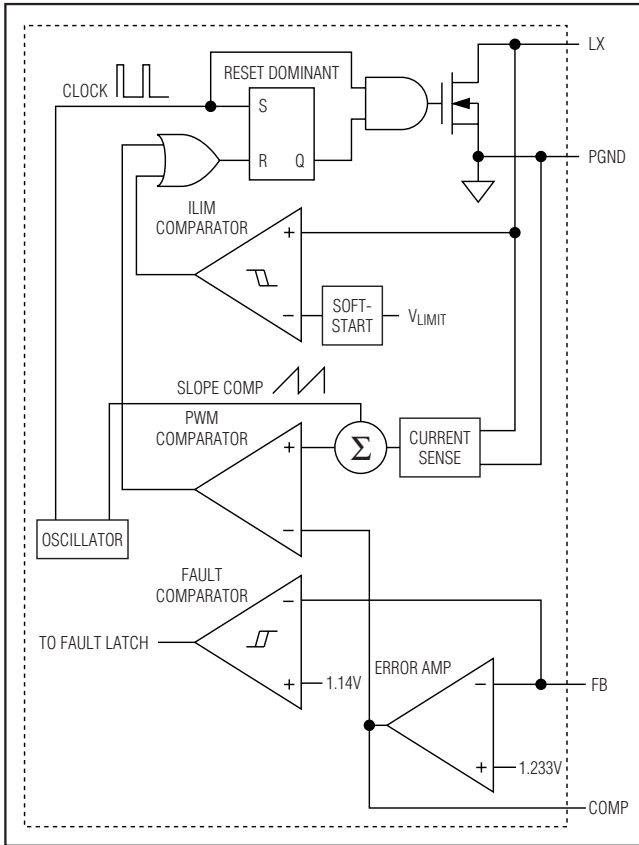 LX
CLOCK
RESET DOMINANT
S
R
Q
PGND
ILIM
COMPARATOR
+
−
SOFT-
START
VLIMIT
SLOPE COMP
PWM
COMPARATOR
+
−
Σ
CURRENT
SENSE
OSCILLATOR
FAULT
COMPARATOR
−
+
1.14V
TO FAULT LATCH
ERROR AMP
−
+
1.233V
FB
COMP